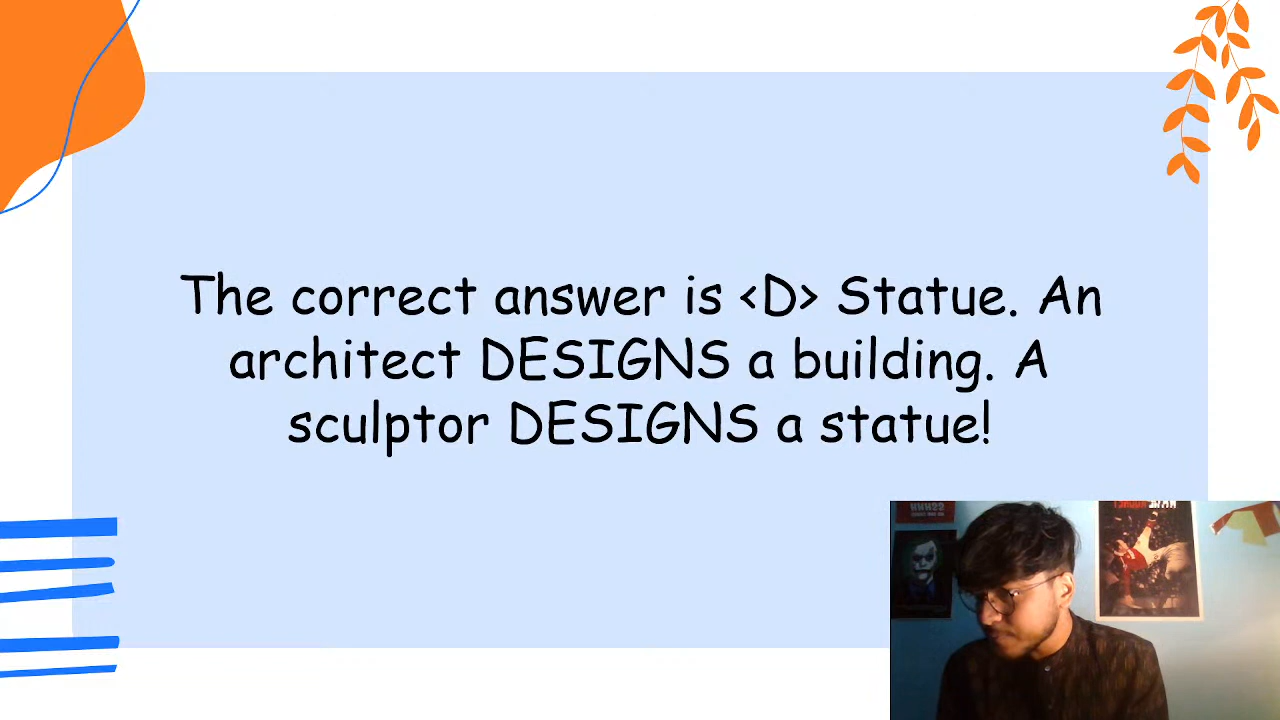 The correct answer is <D> Statue. An
architect DESIGNS a building. A
sculptor DESIGNS a statue!